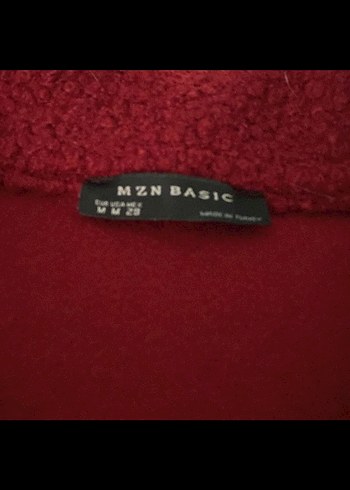 MZN BASIC
EUR USA MEX
M M 28
MADE IN TURKEY